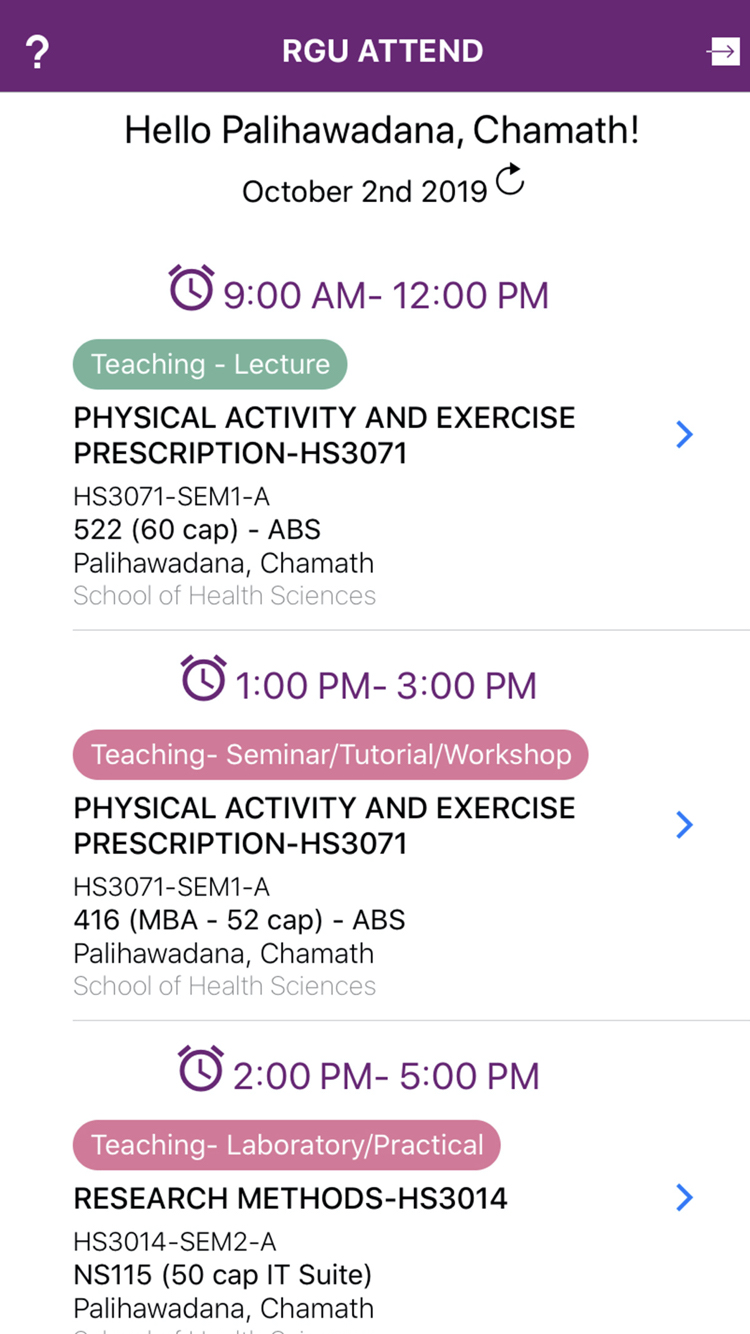 ?
RGU ATTEND
Hello Palihawadana, Chamath!
October 2nd 2019
9:00 AM- 12:00 PM
Teaching - Lecture
PHYSICAL ACTIVITY AND EXERCISE
PRESCRIPTION-HS3071
HS3071-SEM1-A
522 (60 cap) - ABS
Palihawadana, Chamath
School of Health Sciences
1:00 PM- 3:00 PM
Teaching- Seminar/Tutorial/Workshop
PHYSICAL ACTIVITY AND EXERCISE
PRESCRIPTION-HS3071
HS3071-SEM1-A
416 (MBA - 52 cap) - ABS
Palihawadana, Chamath
School of Health Sciences
2:00 PM- 5:00 PM
Teaching- Laboratory/Practical
RESEARCH METHODS-HS3014
HS3014-SEM2-A
NS115 (50 cap IT Suite)
Palihawadana, Chamath